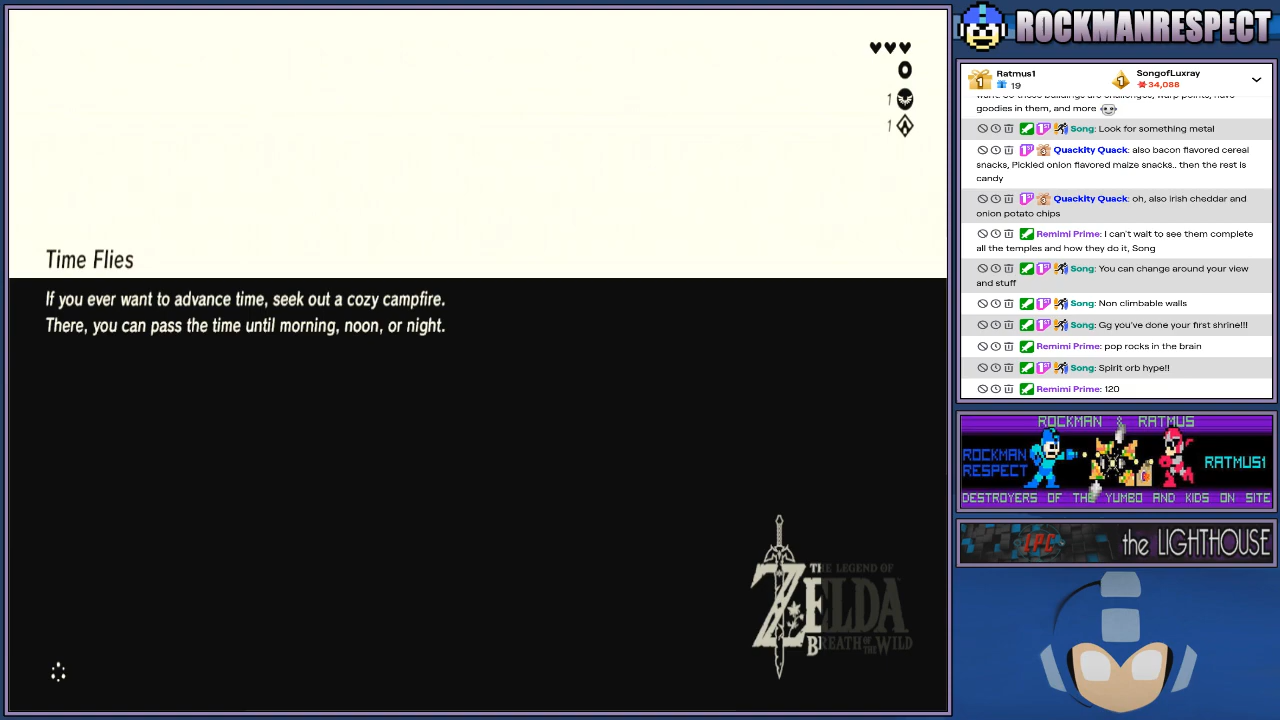 1
1
Time Flies
If you ever want to advance time, seek out a cozy campfire.
There, you can pass the time until morning, noon, or night.
THE LEGEND OF
ZELDA
BREATH OF THE WILD
ROCKMANRESPECT
1
Ratmus1
19
1
SongofLuxray
34,086
goodies in them, and more
Song: Look for something metal
Quackity Quack: also bacon flavored cereal
snacks, Pickled onion flavored maize snacks.. then the rest is
candy
Quackity Quack: oh, also irish cheddar and
onion potato chips
Remimi Prime: I can't wait to see them complete
all the temples and how they do it, Song
Song: You can change around your view
and stuff
Song: Non climbable walls
Song: Gg you've done your first shrine!!!
Remimi Prime: pop rocks in the brain
Song: Spirit orb hype!!
Remimi Prime: 120
ROCKMAN & RATMUS
ROCKMAN
RESPECT
RATMUS1
DESTROYERS OF THE YUMBO AND KIDS ON SITE
LPC
the LIGHTHOUSE